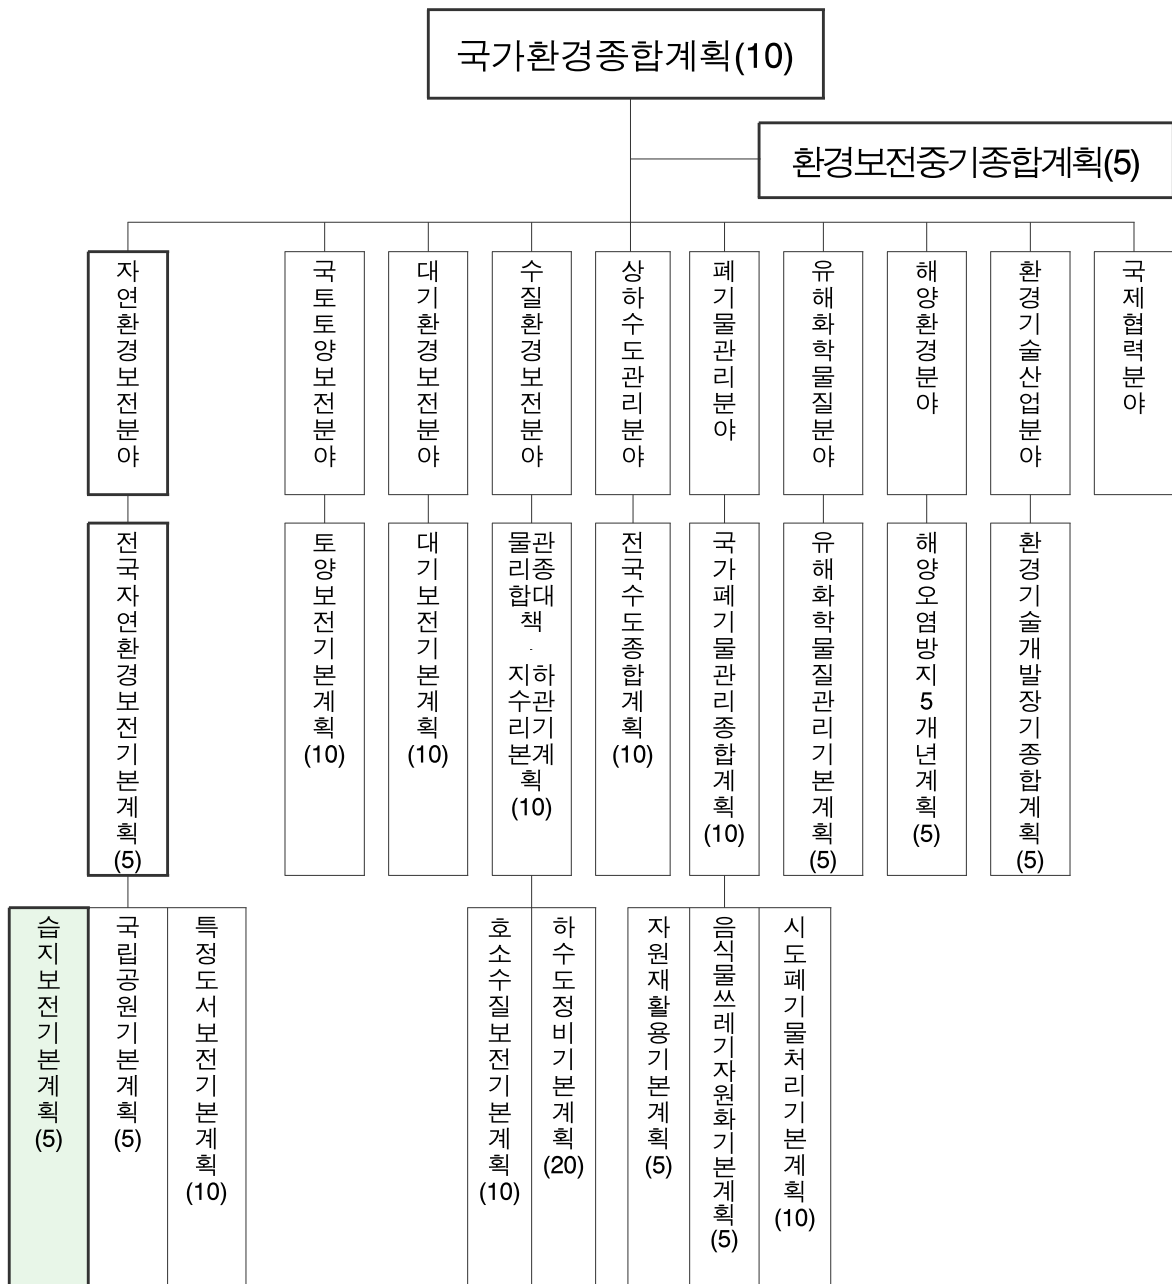 국가환경종합계획(10)
환경보전중기종합계획(5)
자연환경보전분야
국토토양보전분야
대기환경보전분야
수질환경보전분야
상하수도관리분야
폐기물관리분야
유해화학물질분야
해양환경분야
환경기술산업분야
국제협력분야
전국자연환경보전기본계획(5)
토양보전기본계획(10)
대기보전기본계획(10)
물관리종합대책·지하수관리기본계획(10)
전국수도종합계획(10)
국가폐기물관리종합계획(10)
유해화학물질관리기본계획(5)
해양오염방지5개년계획(5)
환경기술개발장기종합계획(5)
습지보전기본계획(5)
국립공원기본계획(5)
특정도서보전기본계획(10)
호소수질보전기본계획(10)
하수도정비기본계획(20)
자원재활용기본계획(5)
음식물쓰레기자원화기본계획(5)
시도폐기물처리기본계획(10)